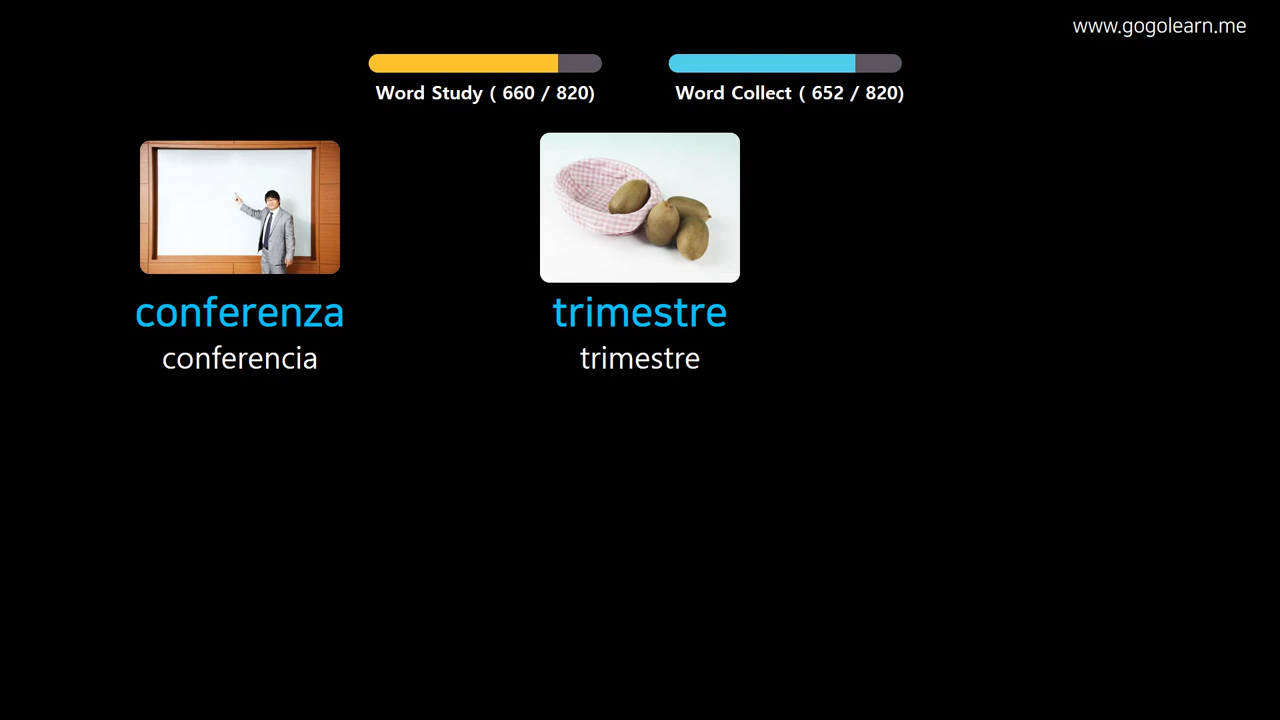 www.gogolearn.me
Word Study ( 660 / 820)
Word Collect ( 652 / 820)
conferenza
conferencia
trimestre
trimestre